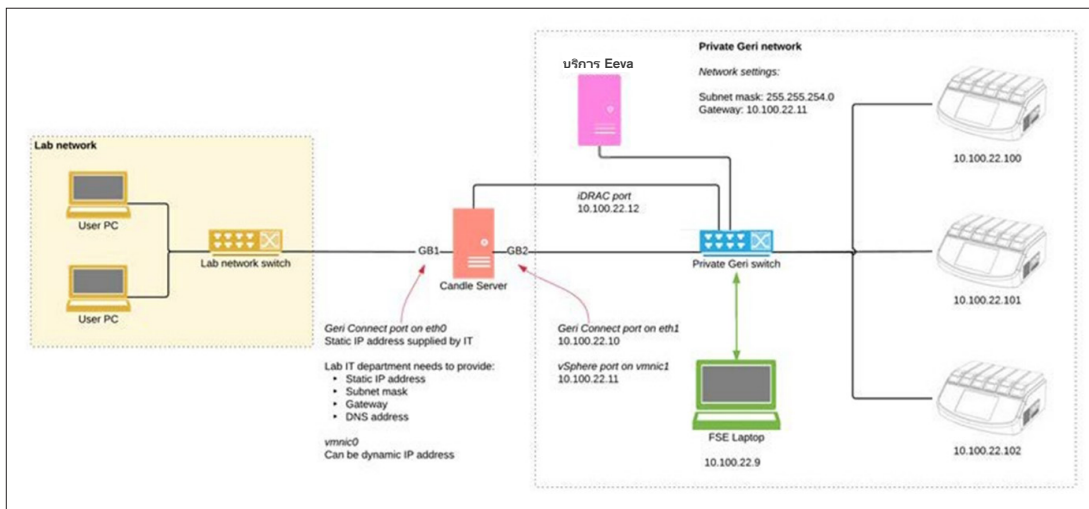 บริการ Eeva
Private Geri network
Network settings:
Subnet mask: 255.255.254.0
Gateway: 10.100.22.11
Lab network
User PC
User PC
Lab network switch
GB1
GB2
Candle Server
iDRAC port
10.100.22.12
Private Geri switch
10.100.22.100
10.100.22.101
10.100.22.102
Geri Connect port on eth0
Static IP address supplied by IT
Lab IT department needs to provide:
• Static IP address
• Subnet mask
• Gateway
• DNS address
vmnic0
Can be dynamic IP address
Geri Connect port on eth1
10.100.22.10
vSphere port on vmnic1
10.100.22.11
FSE Laptop
10.100.22.9